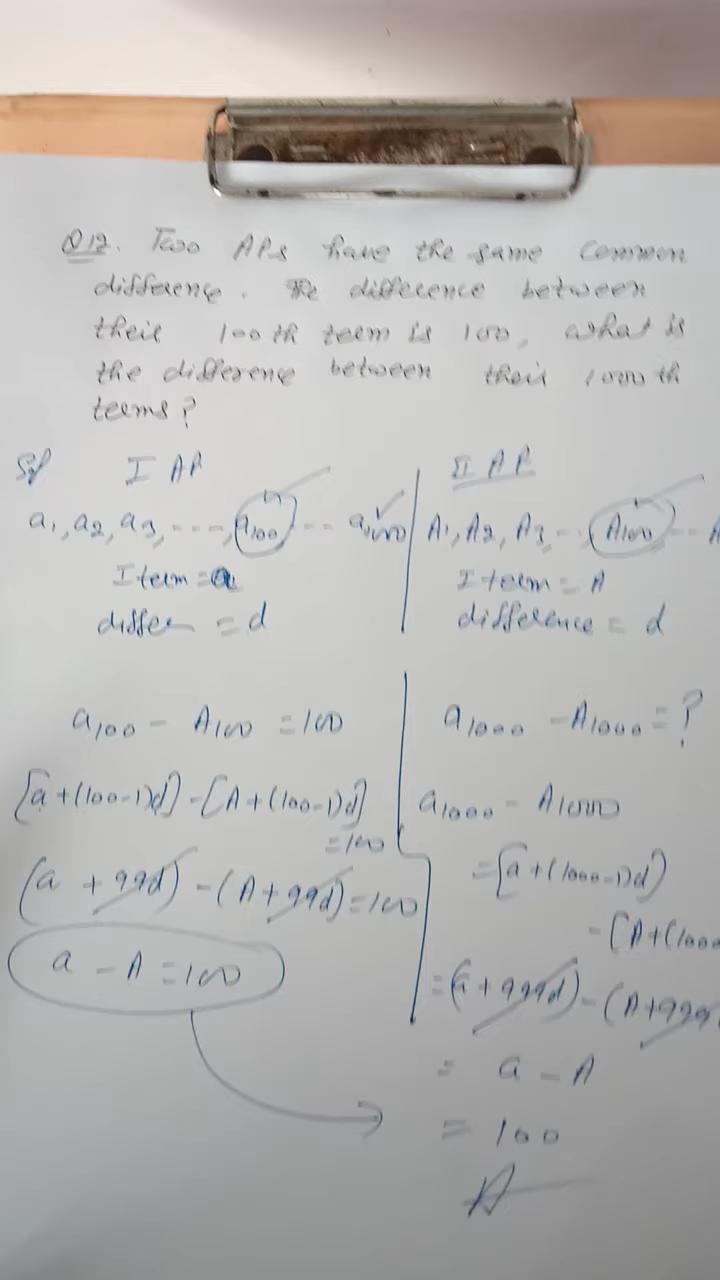 Q12. Two APs have the same common
difference. The difference between
their 100th term is 100, what is
the difference between their 1000th
terms?
Sol I AP
a1, a2, a3, ---, a100 --- a1000
I term = a
differ = d
II AP
A1, A2, A3, --, A100 -- A
I term = A
difference = d
a100 - A100 = 100
[a + (100-1)d] - [A + (100-1)d]
= 100
(a + 99d) - (A + 99d) = 100
a - A = 100
a1000 - A1000 = ?
a1000 - A1000
= [a + (1000-1)d]
- [A + (1000
= (a + 999d) - (A + 999
= a - A
= 100
A